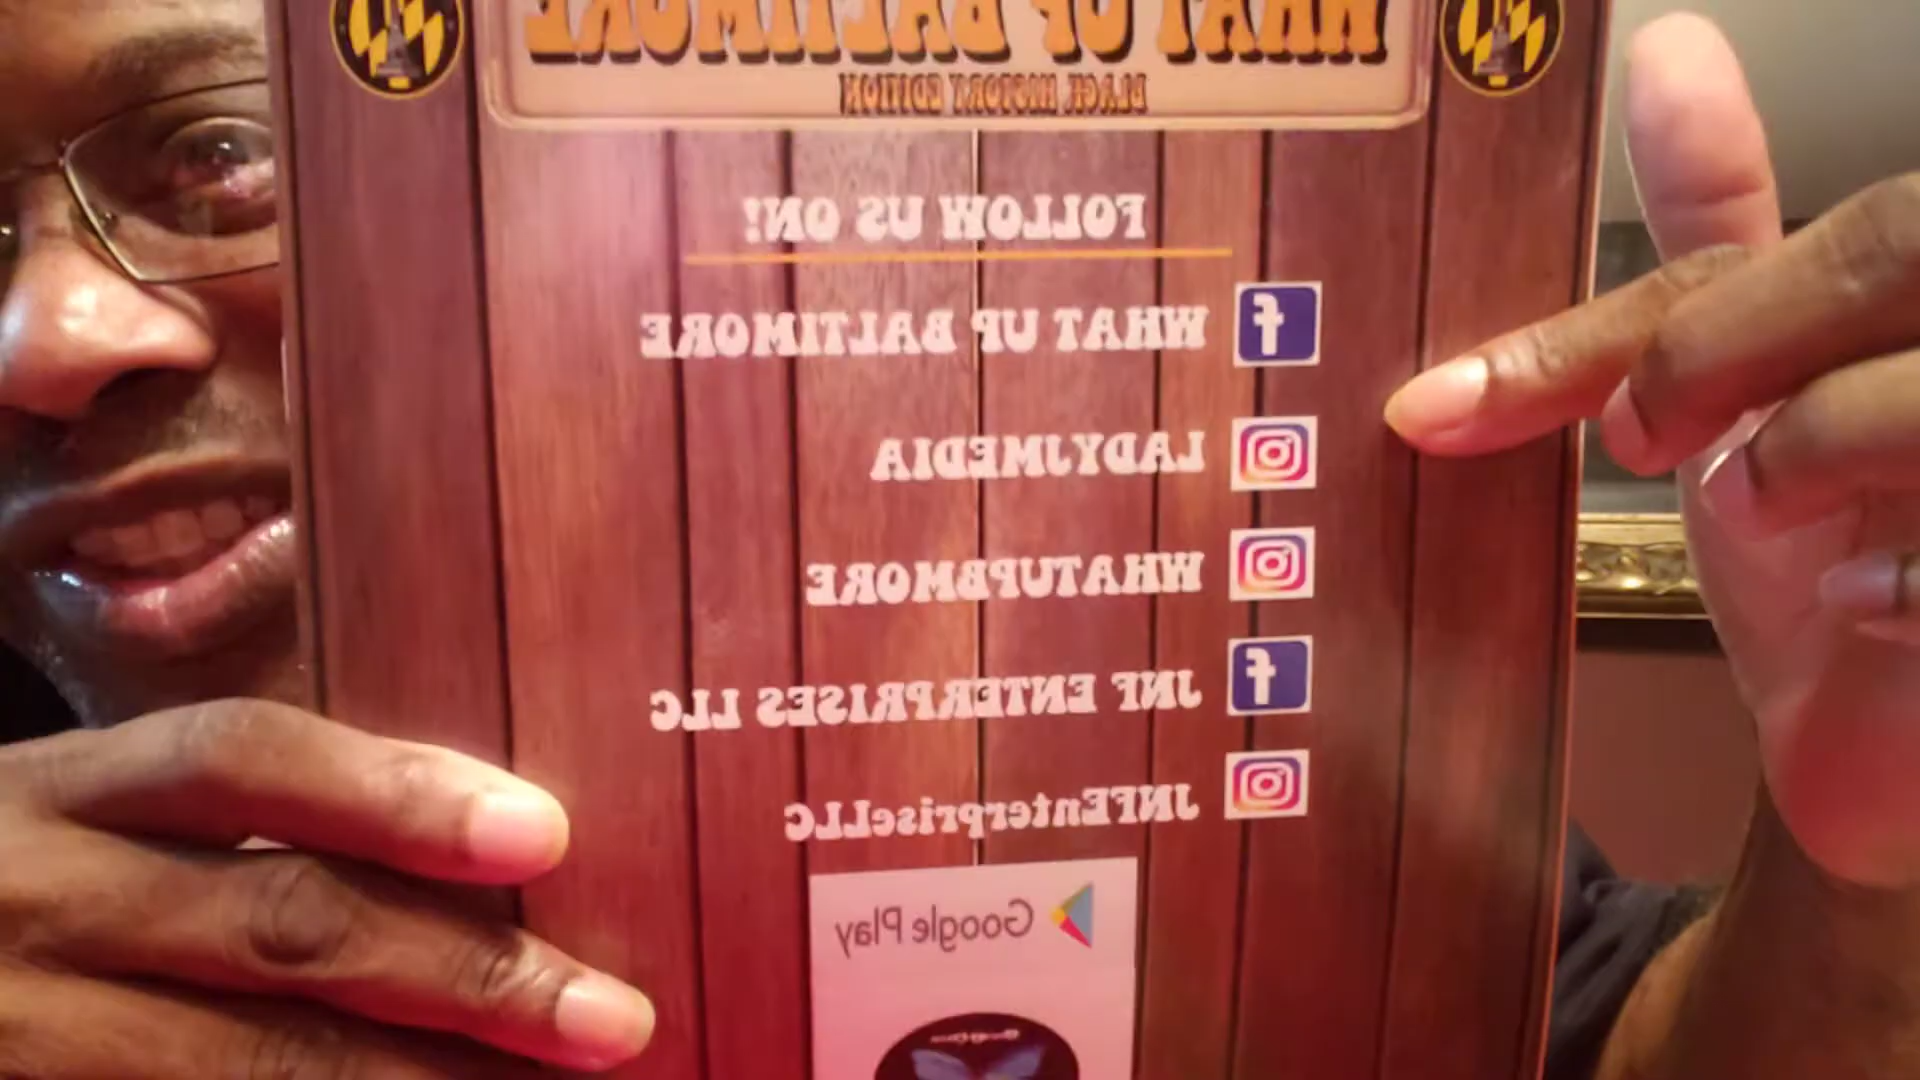 WHAT UP BALTIMORE
BLACK HISTORY EDITION
FOLLOW US ON!
WHAT UP BALTIMORE
LADYJMEDIA
WHATUPBMORE
JNF ENTERPRISES LLC
JNFEnterpriseLLC
Google Play